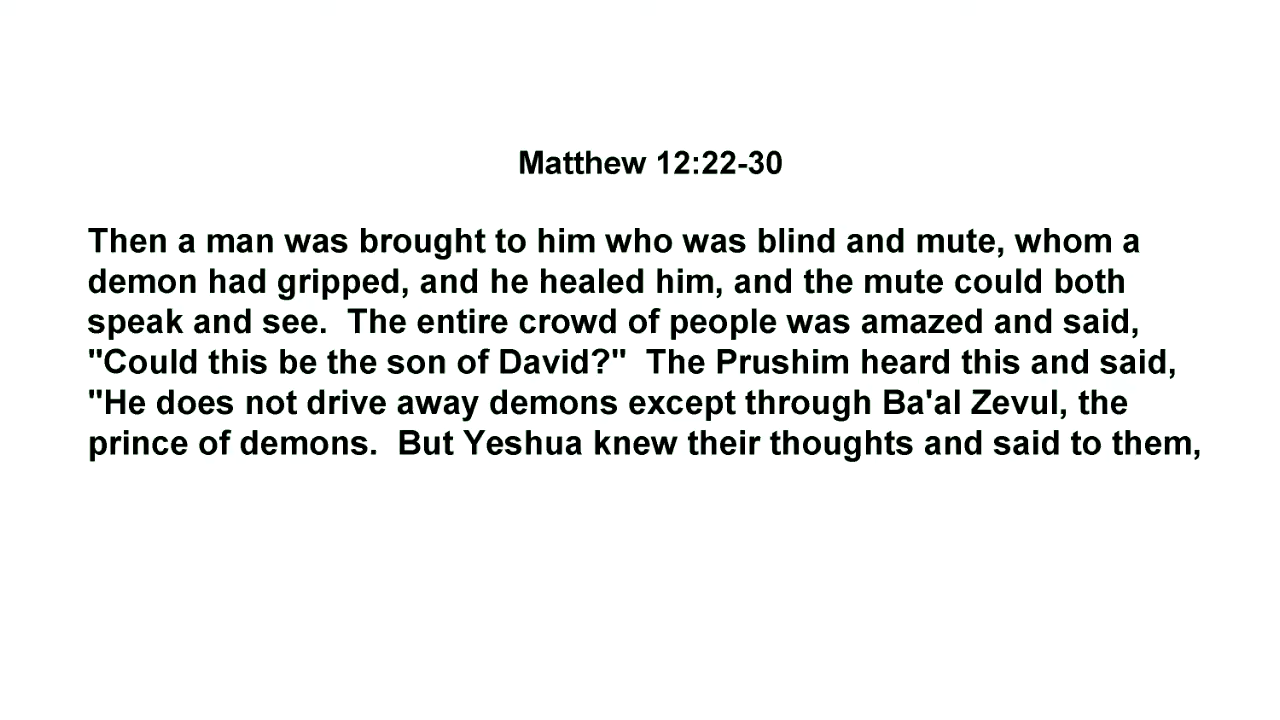 Matthew 12:22-30
Then a man was brought to him who was blind and mute, whom a
demon had gripped, and he healed him, and the mute could both
speak and see.  The entire crowd of people was amazed and said,
"Could this be the son of David?"  The Prushim heard this and said,
"He does not drive away demons except through Ba'al Zevul, the
prince of demons.  But Yeshua knew their thoughts and said to them,